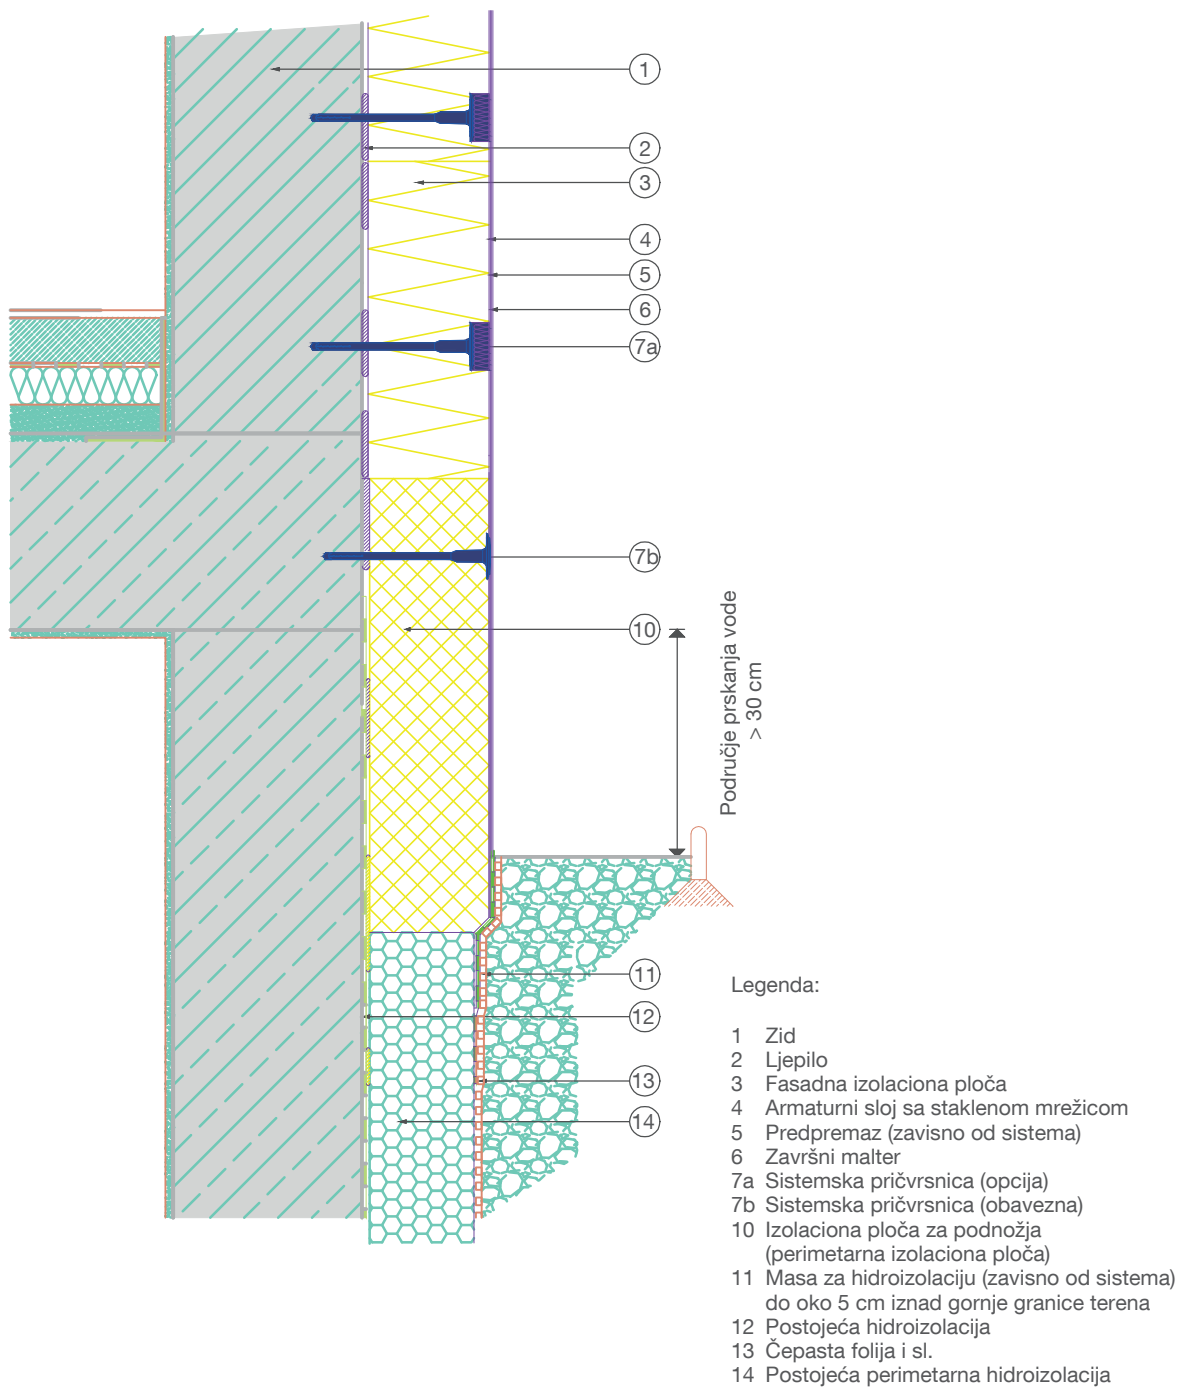 1
2
3
4
5
6
7a
7b
10
Područje prskanja vode
> 30 cm
11
12
13
14
Legenda:
1 Zid
2 Ljepilo
3 Fasadna izolaciona ploča
4 Armaturni sloj sa staklenom mrežicom
5 Predpremaz (zavisno od sistema)
6 Završni malter
7a Sistemska pričvrsnica (opcija)
7b Sistemska pričvrsnica (obavezna)
10 Izolaciona ploča za podnožja
(perimetarna izolaciona ploča)
11 Masa za hidroizolaciju (zavisno od sistema)
do oko 5 cm iznad gornje granice terena
12 Postojeća hidroizolacija
13 Čepasta folija i sl.
14 Postojeća perimetarna hidroizolacija